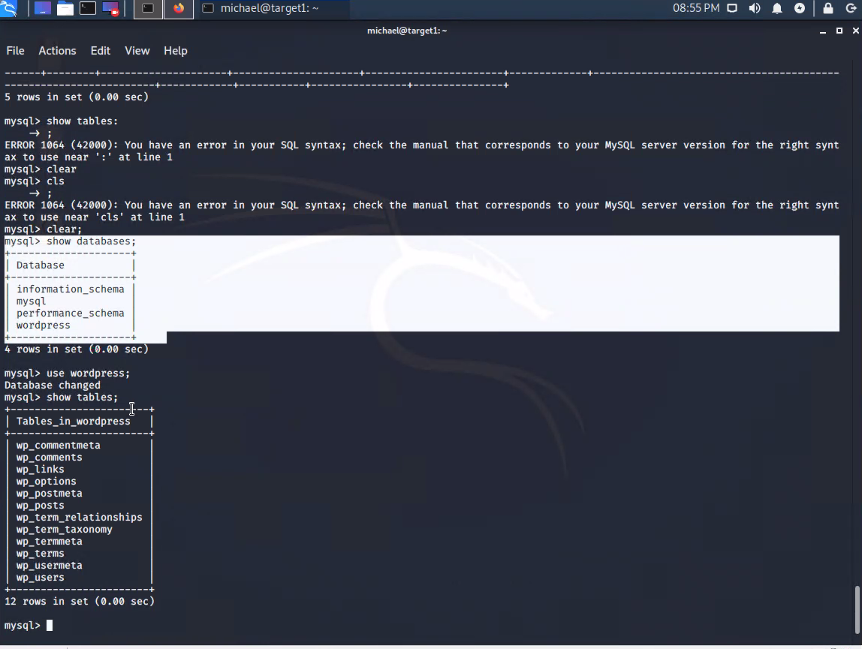 michael@target1: ~
08:55 PM
michael@target1:~
File Actions Edit View Help
------+--------+----------------------+----------------------+------------------------+-------------+------------------------------------------
--------------------------+------------+------------+----------------+----------------+
5 rows in set (0.00 sec)
mysql> show tables:
→ ;
ERROR 1064 (42000): You have an error in your SQL syntax; check the manual that corresponds to your MySQL server version for the right synt
ax to use near ':' at line 1
mysql> clear
mysql> cls
→ ;
ERROR 1064 (42000): You have an error in your SQL syntax; check the manual that corresponds to your MySQL server version for the right synt
ax to use near 'cls' at line 1
mysql> clear;
mysql> show databases;
+--------------------+
| Database           |
+--------------------+
| information_schema |
| mysql              |
| performance_schema |
| wordpress          |
+--------------------+
4 rows in set (0.00 sec)
mysql> use wordpress;
Database changed
mysql> show tables;
+-----------------------+
| Tables_in_wordpress   |
+-----------------------+
| wp_commentmeta        |
| wp_comments           |
| wp_links              |
| wp_options            |
| wp_postmeta           |
| wp_posts              |
| wp_term_relationships |
| wp_term_taxonomy      |
| wp_termmeta           |
| wp_terms              |
| wp_usermeta           |
| wp_users              |
+-----------------------+
12 rows in set (0.00 sec)
mysql>